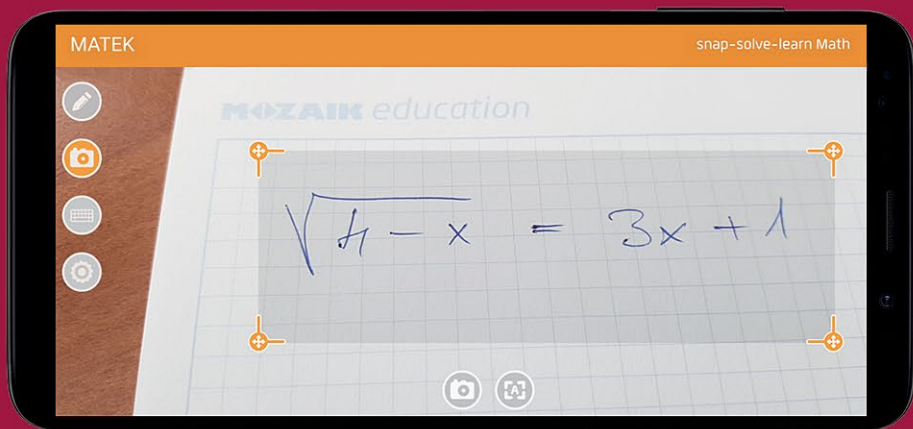 MATEK
snap-solve-learn Math
MOZAIK education
√(4 - x) = 3x + 1